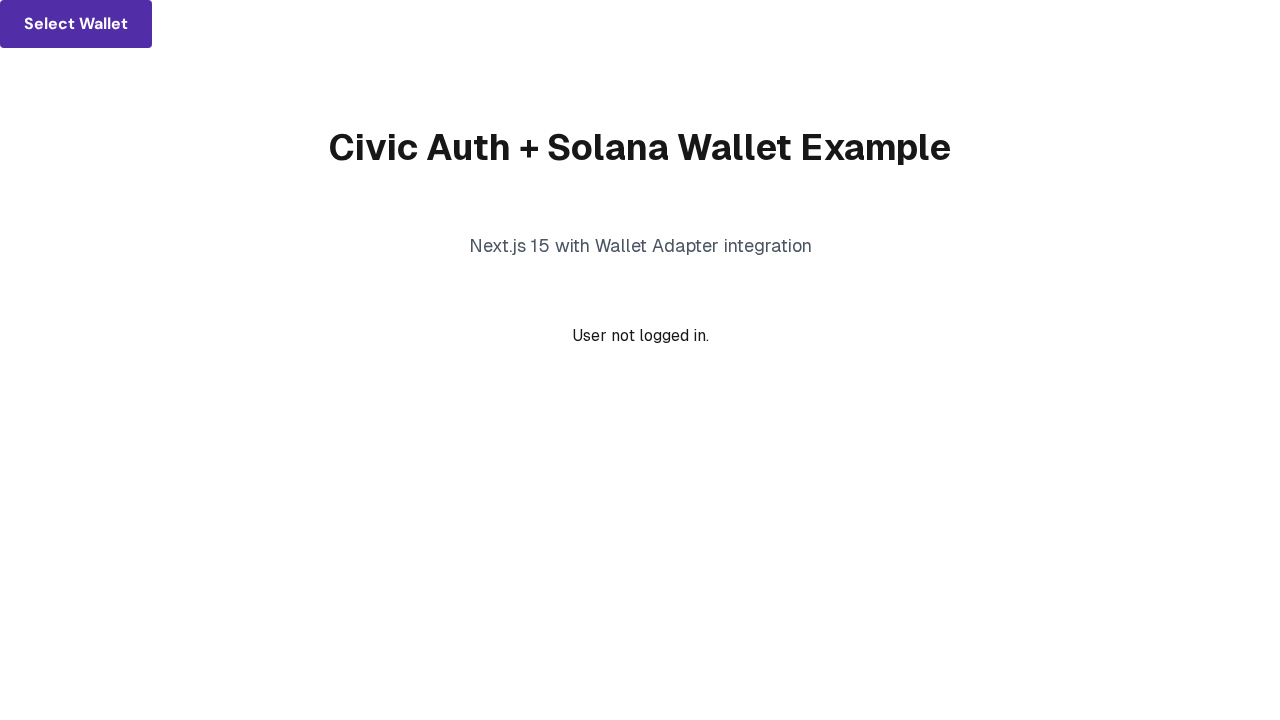 Select Wallet
Civic Auth + Solana Wallet Example
Next.js 15 with Wallet Adapter integration
User not logged in.